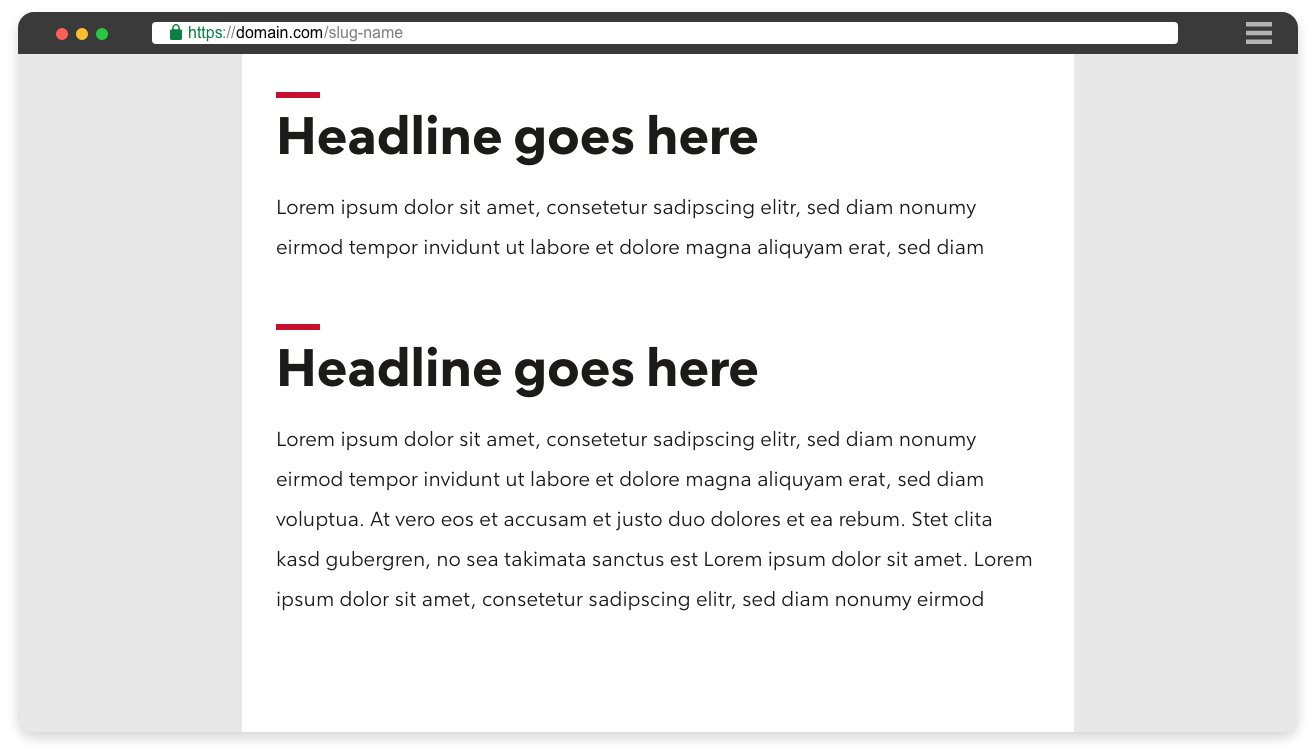 https://domain.com/slug-name
Headline goes here
Lorem ipsum dolor sit amet, consetetur sadipscing elitr, sed diam nonumy
eirmod tempor invidunt ut labore et dolore magna aliquyam erat, sed diam
Headline goes here
Lorem ipsum dolor sit amet, consetetur sadipscing elitr, sed diam nonumy
eirmod tempor invidunt ut labore et dolore magna aliquyam erat, sed diam
voluptua. At vero eos et accusam et justo duo dolores et ea rebum. Stet clita
kasd gubergren, no sea takimata sanctus est Lorem ipsum dolor sit amet. Lorem
ipsum dolor sit amet, consetetur sadipscing elitr, sed diam nonumy eirmod